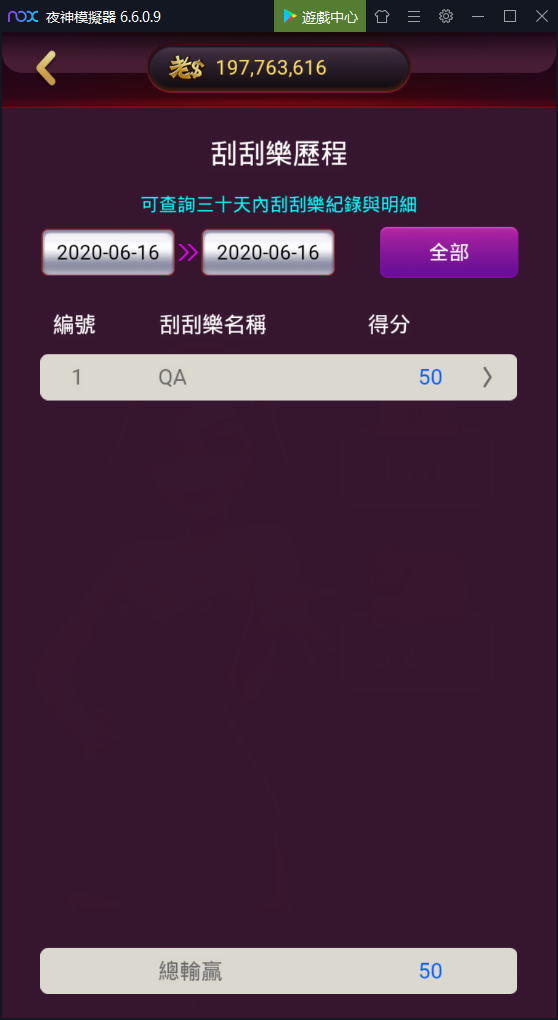 nox 夜神模擬器 6.6.0.9 遊戲中心
老$ 197,763,616
刮刮樂歷程
可查詢三十天內刮刮樂紀錄與明細
2020-06-16 2020-06-16 全部
編號 刮刮樂名稱 得分
1 QA 50
總輸贏 50